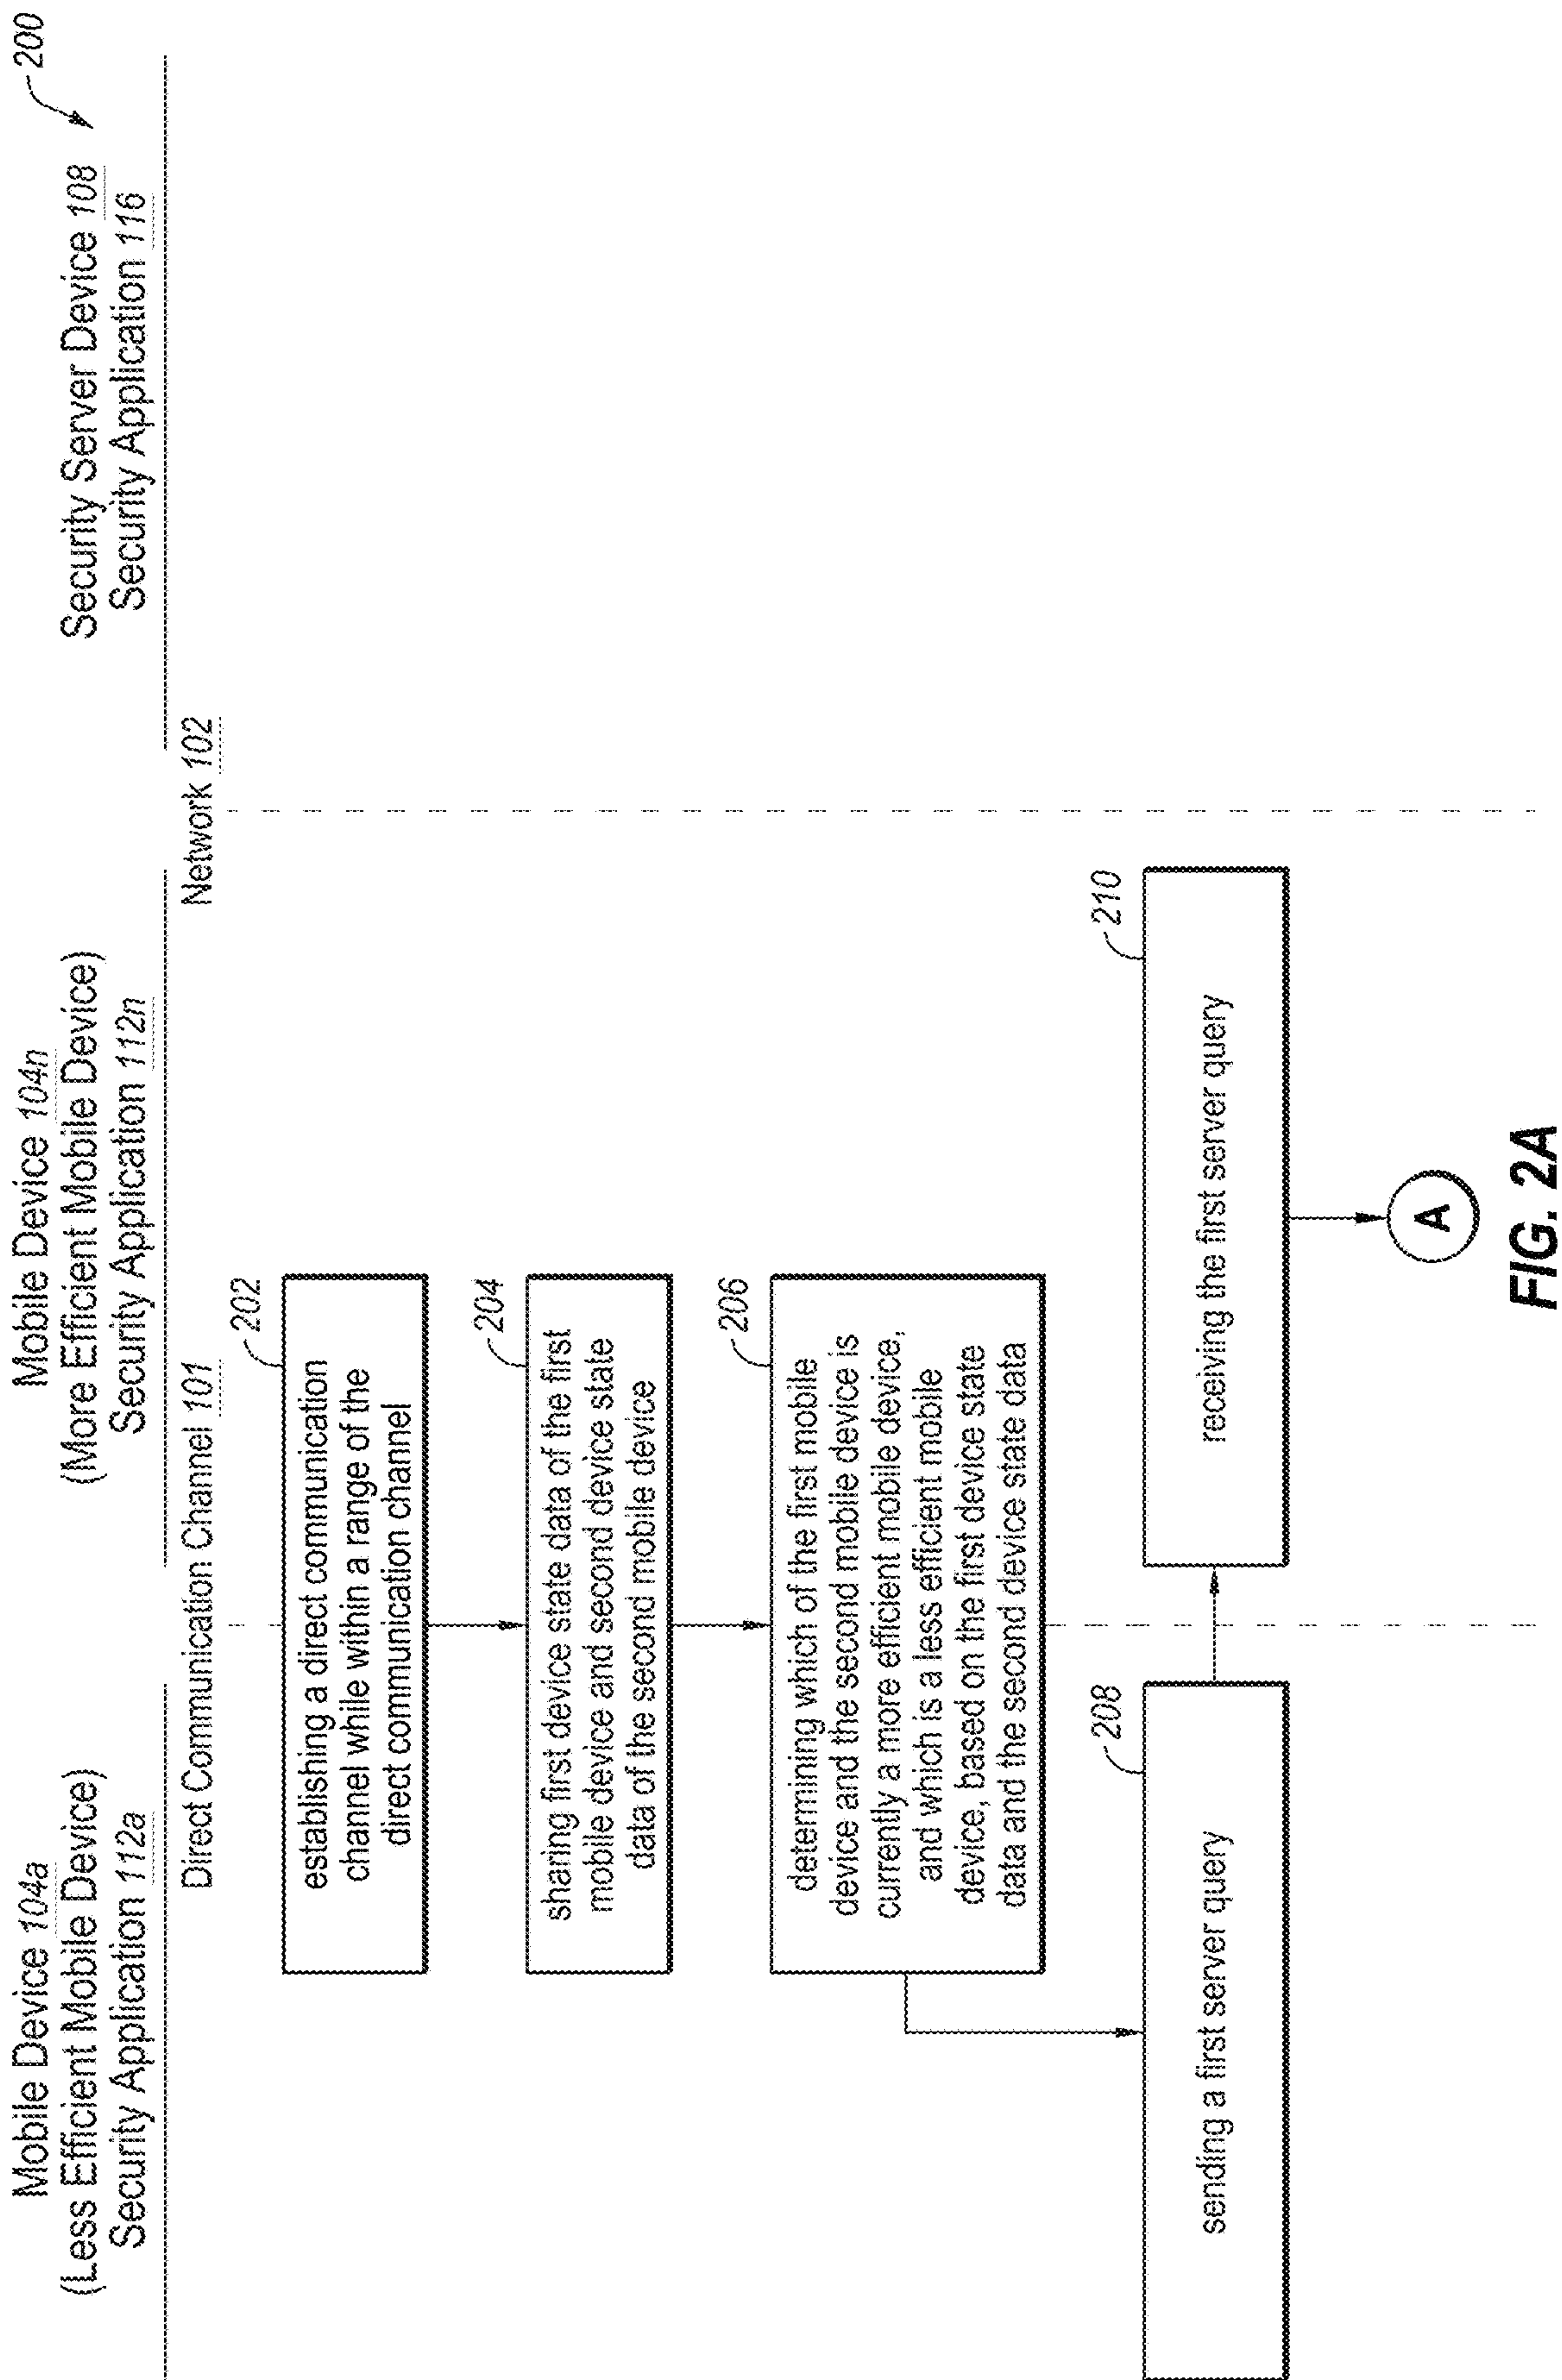 200
Mobile Device 104a
(Less Efficient Mobile Device)
Security Application 112a
Mobile Device 104n
(More Efficient Mobile Device)
Security Application 112n
Security Server Device 108
Security Application 116
Direct Communication Channel 101
Network 102
202
establishing a direct communication
channel while within a range of the
direct communication channel
204
sharing first device state data of the first
mobile device and second device state
data of the second mobile device
206
determining which of the first mobile
device and the second mobile device is
currently a more efficient mobile device,
and which is a less efficient mobile
device, based on the first device state
data and the second device state data
208
sending a first server query
210
receiving the first server query
A
FIG. 2A